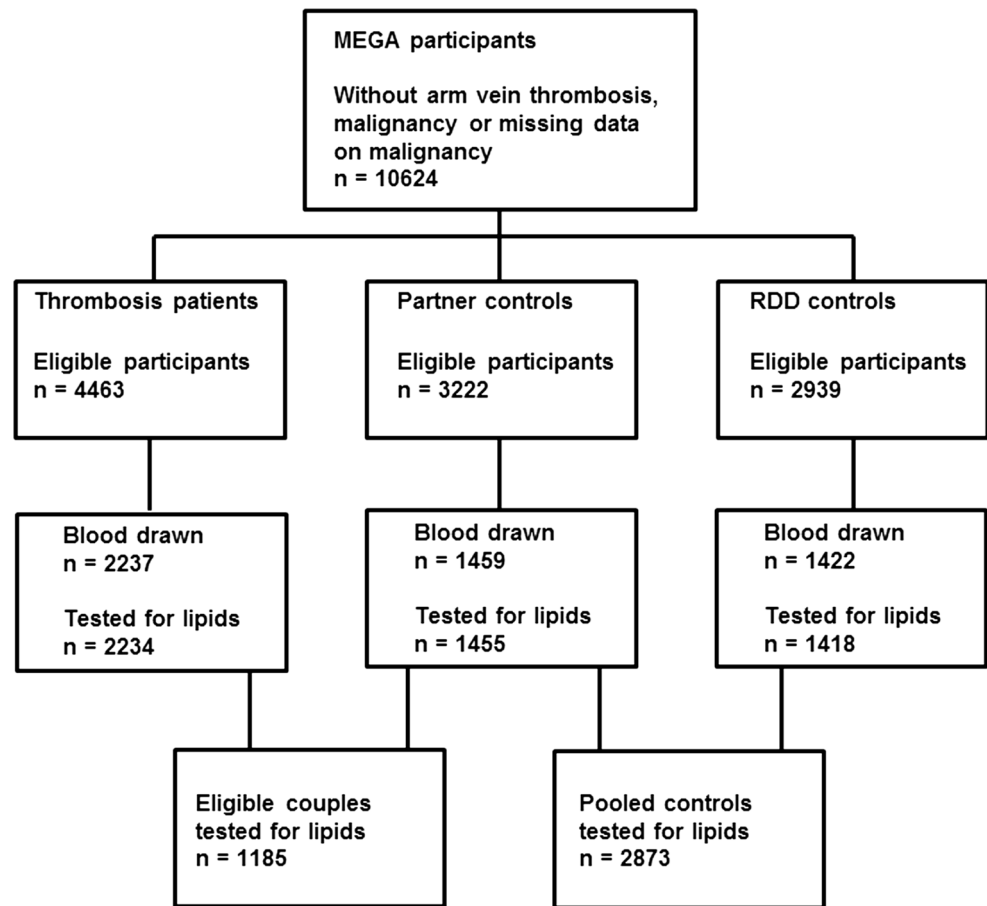 MEGA participants
Without arm vein thrombosis,
malignancy or missing data
on malignancy
n = 10624
Thrombosis patients
Eligible participants
n = 4463
Partner controls
Eligible participants
n = 3222
RDD controls
Eligible participants
n = 2939
Blood drawn
n = 2237
Tested for lipids
n = 2234
Blood drawn
n = 1459
Tested for lipids
n = 1455
Blood drawn
n = 1422
Tested for lipids
n = 1418
Eligible couples
tested for lipids
n = 1185
Pooled controls
tested for lipids
n = 2873